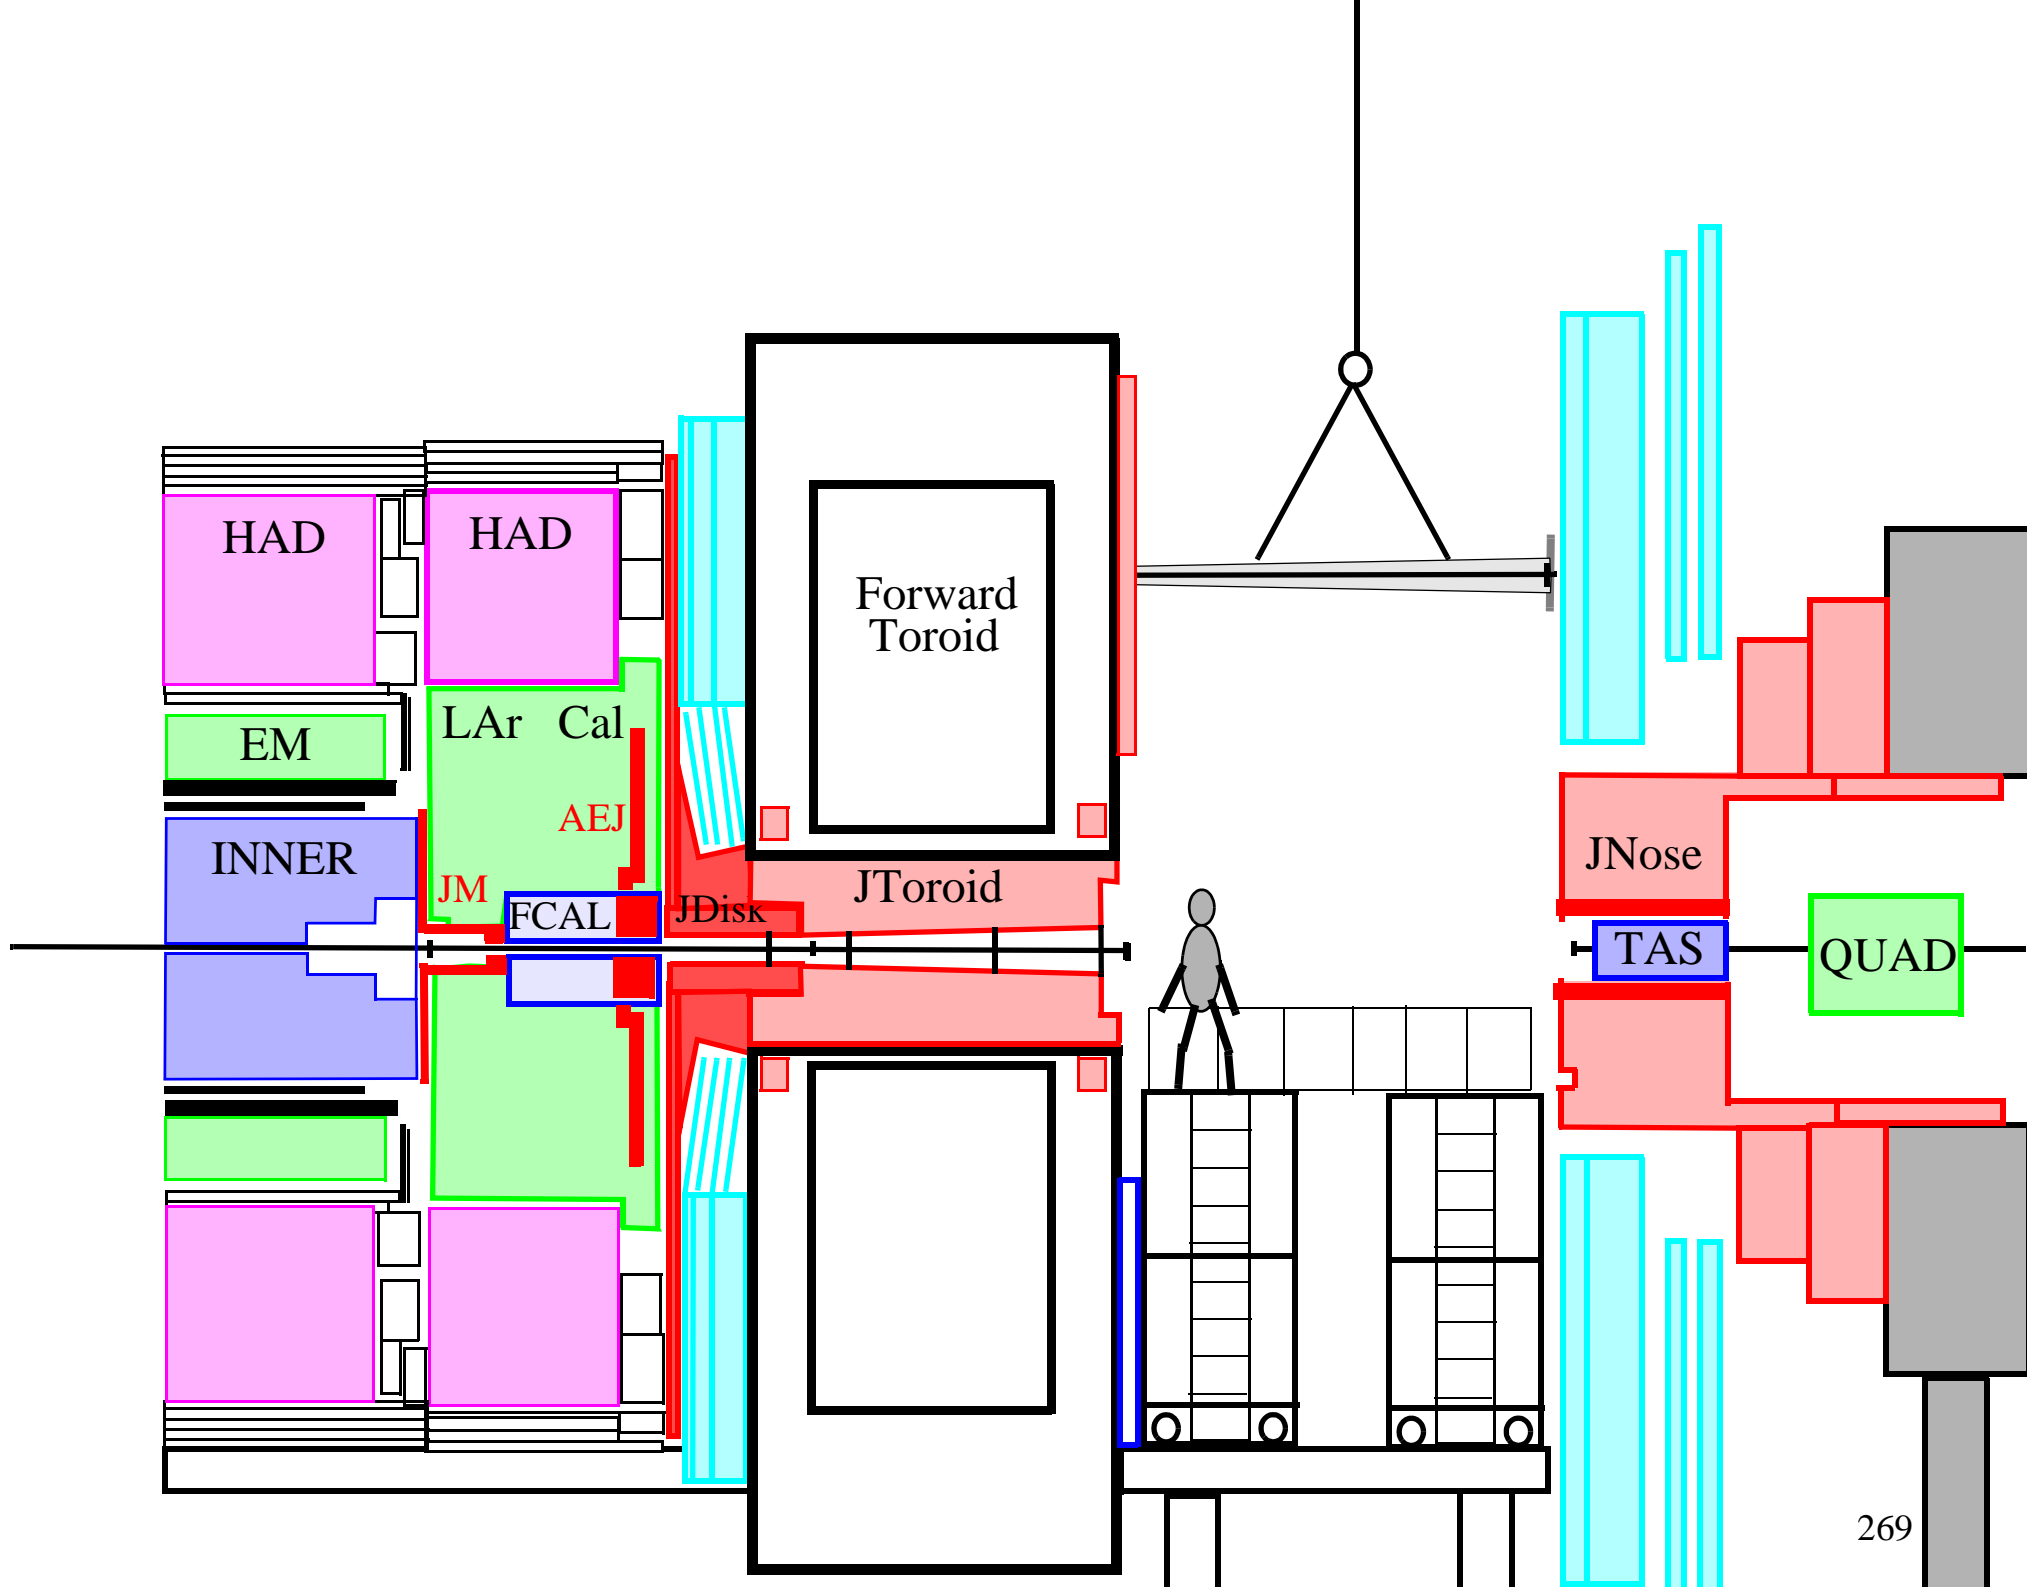 HAD
HAD
Forward
Toroid
LAr Cal
EM
AEJ
INNER
JM
JToroid
JNose
FCAL
JDisk
TAS
QUAD
269